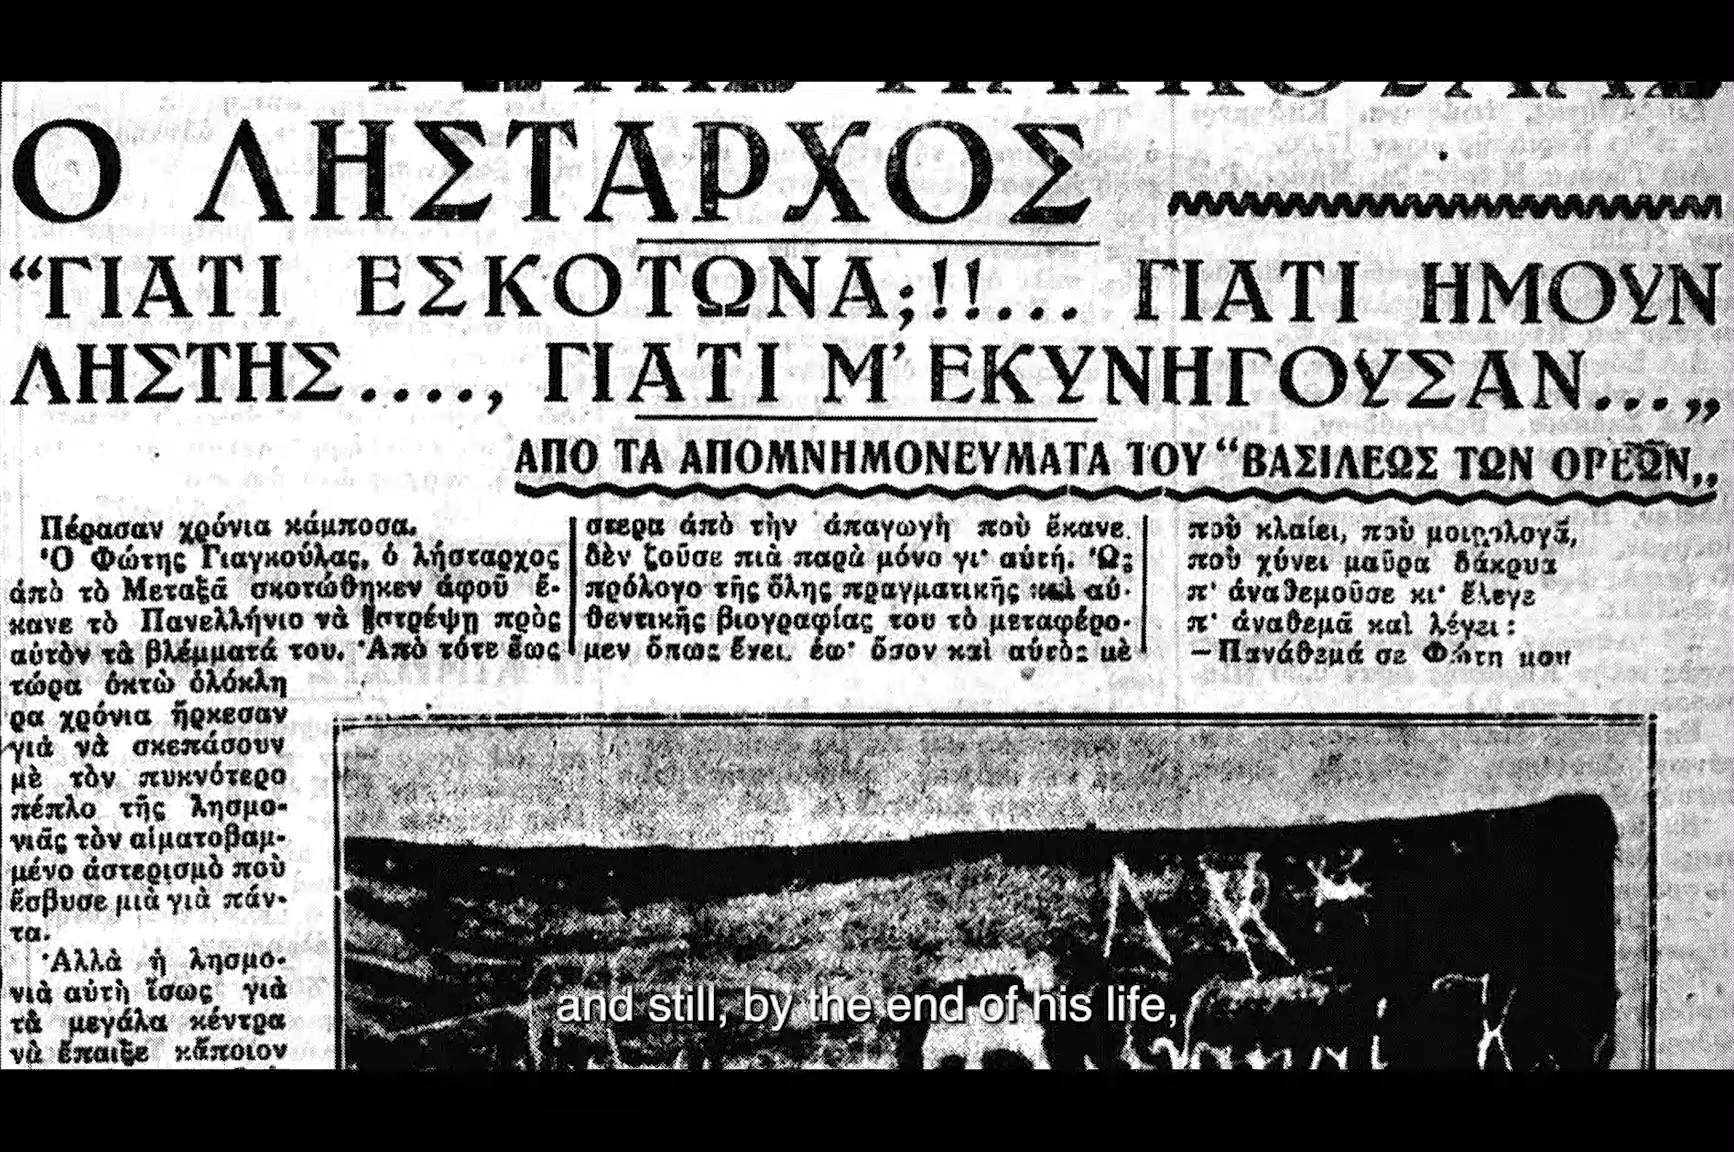 Ο ΛΗΣΤΑΡΧΟΣ
“ΓΙΑΤΙ ΕΣΚΟΤΩΝΑ;!!... ΓΙΑΤΙ ΗΜΟΥΝ
ΛΗΣΤΗΣ...., ΓΙΑΤΙ Μ’ ΕΚΥΝΗΓΟΥΣΑΝ...„
ΑΠΟ ΤΑ ΑΠΟΜΝΗΜΟΝΕΥΜΑΤΑ ΤΟΥ “ΒΑΣΙΛΕΩΣ ΤΩΝ ΟΡΕΩΝ„
Πέρασαν χρόνια κάμποσα.
Ὁ Φώτης Γιαγκούλας, ὁ λήσταρχος
ἀπὸ τὸ Μεταξᾶ σκοτώθηκεν ἀφοῦ ἔ-
κανε τὸ Πανελλήνιο νὰ στρέψῃ πρὸς
αὐτὸν τὰ βλέμματά του. Ἀπὸ τότε ἕως
τώρα ὀκτὼ ὁλόκλη
ρα χρόνια ἤρκεσαν
γιὰ νὰ σκεπάσουν
μὲ τὸν πυκνότερο
πέπλο τῆς λησμο-
νιᾶς τὸν αἱματοβαμ-
μένο ἀστερισμὸ ποὺ
ἔσβυσε μιὰ γιὰ πάν-
τα.
Ἀλλὰ ἡ λησμο-
νιὰ αὐτὴ ἴσως γιὰ
τὰ μεγάλα κέντρα
νὰ ἔπαιξε κάποιον
στερα ἀπὸ τὴν ἀπαγωγὴ ποὺ ἔκανε.
δὲν ζοῦσε πιὰ παρὰ μόνο γι' αὐτή. Ὡς
πρόλογο τῆς ὅλης πραγματικῆς καὶ αὐ-
θεντικῆς βιογραφίας του τὸ μεταφέρο-
μεν ὅπως ἔχει. ἐφ' ὅσον καὶ αὐτὸς μὲ
ποὺ κλαίει, ποὺ μοιρολογᾶ,
ποὺ χύνει μαῦρα δάκρυα
π' ἀναθεμοῦσε κι' ἔλεγε
π' ἀναθεμᾶ καὶ λέγει:
—Πανάθεμά σε Φώτη μου
and still, by the end of his life,